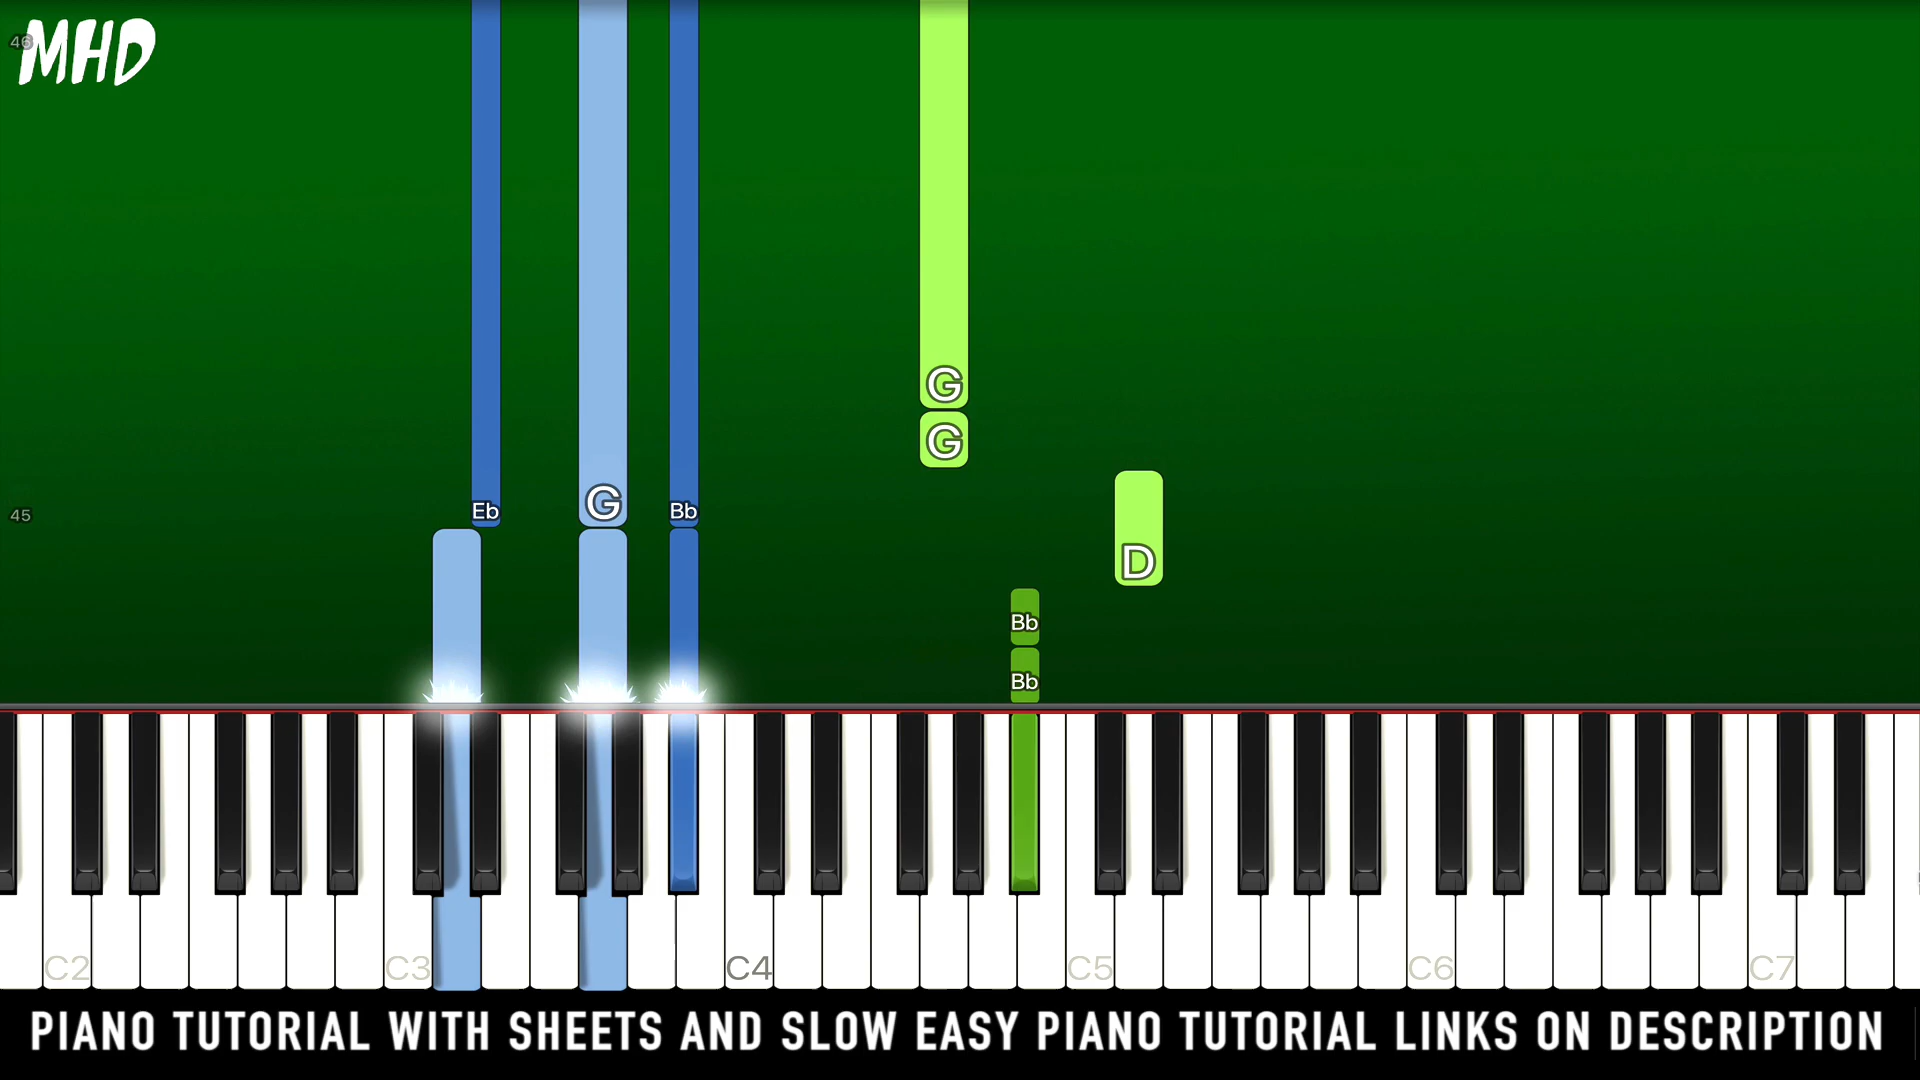 46
MHD
G
G
Eb
G
Bb
45
D
Bb
Bb
C2
C3
C4
C5
C6
C7
PIANO TUTORIAL WITH SHEETS AND SLOW EASY PIANO TUTORIAL LINKS ON DESCRIPTION